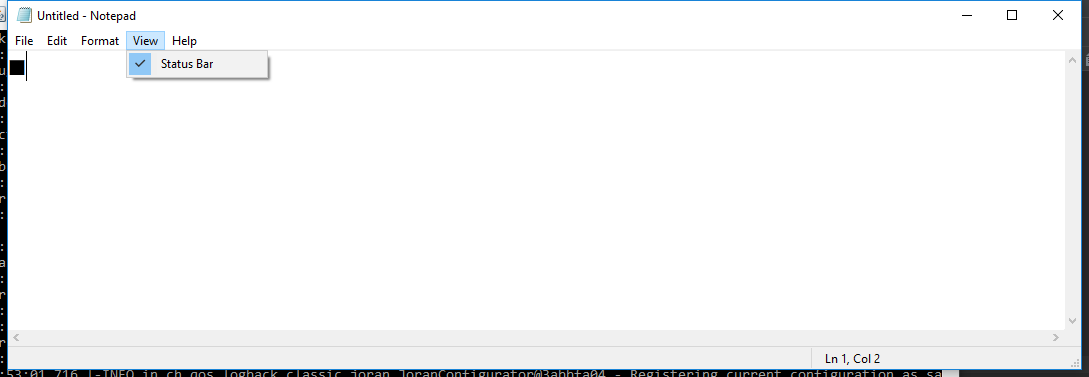 Untitled - Notepad
File Edit Format View Help
Status Bar
■
Ln 1, Col 2
:53:01,716 |-INFO in ch.qos.logback.classic.joran.JoranConfigurator@3abbfa04 - Registering current configuration as sa